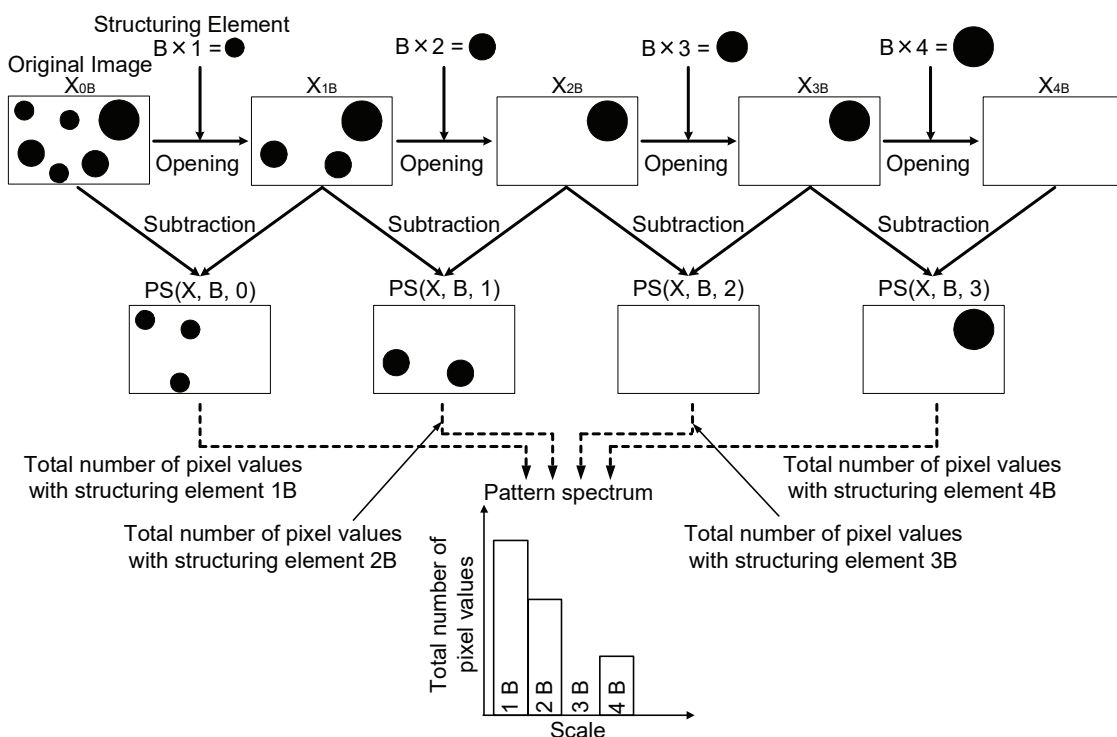 Structuring Element
B×1 =
B×2 =
B×3 =
B×4 =
Original Image
X0B
X1B
X2B
X3B
X4B
Opening
Opening
Opening
Opening
Subtraction
Subtraction
Subtraction
Subtraction
PS(X, B, 0)
PS(X, B, 1)
PS(X, B, 2)
PS(X, B, 3)
Total number of pixel values
with structuring element 1B
Total number of pixel values
with structuring element 2B
Pattern spectrum
Total number of pixel values
with structuring element 3B
Total number of pixel values
with structuring element 4B
Total number of
pixel values
1 B
2 B
3 B
4 B
Scale